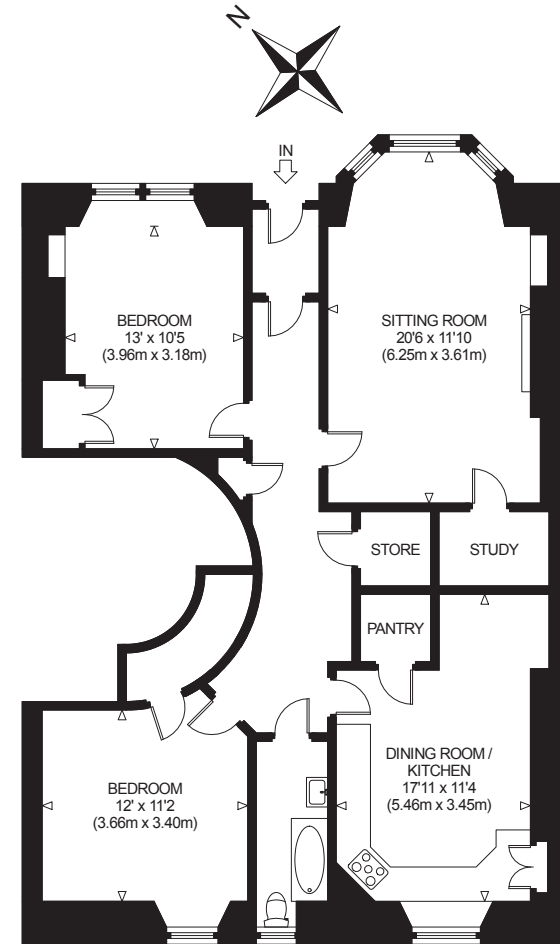 N
IN
BEDROOM
13' x 10'5
(3.96m x 3.18m)
SITTING ROOM
20'6 x 11'10
(6.25m x 3.61m)
STORE
STUDY
PANTRY
DINING ROOM /
KITCHEN
17'11 x 11'4
(5.46m x 3.45m)
BEDROOM
12' x 11'2
(3.66m x 3.40m)